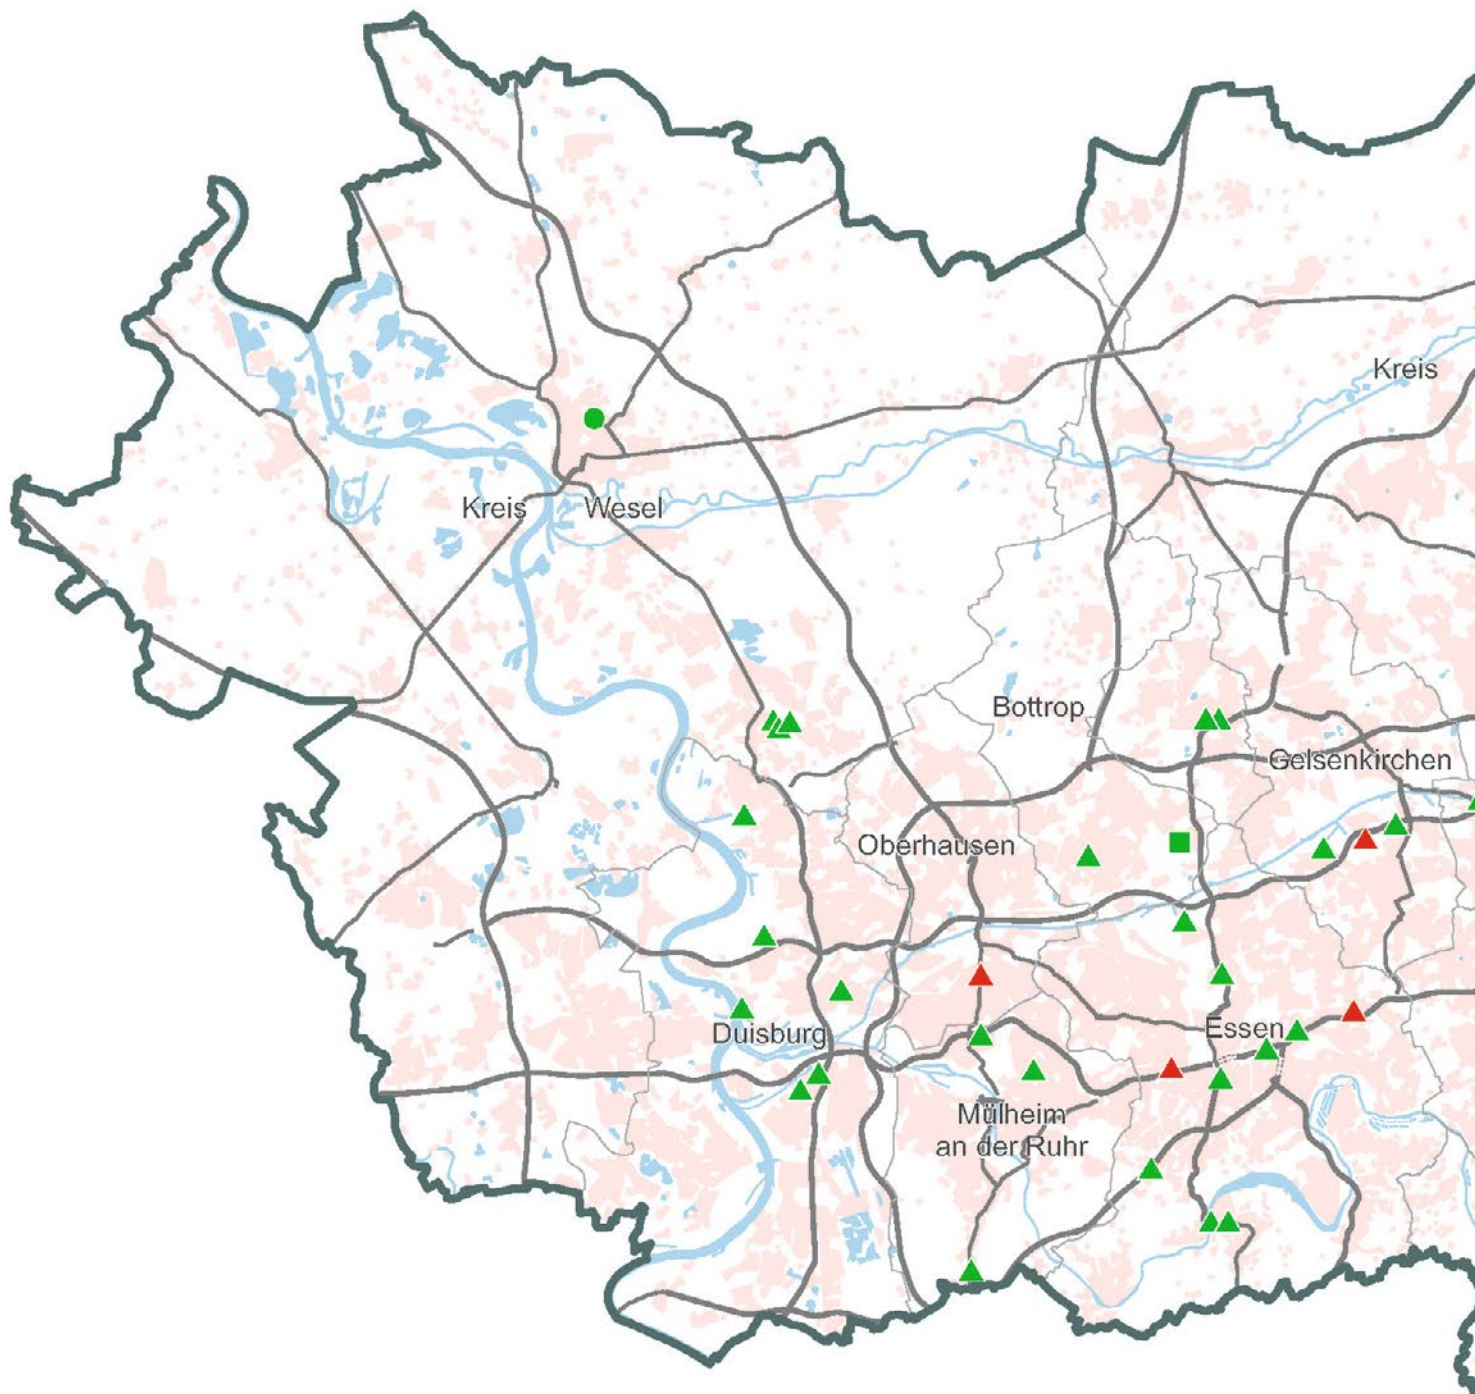 Kreis
Kreis Wesel
Bottrop
Gelsenkirchen
Oberhausen
Essen
Duisburg
Mülheim
an der Ruhr